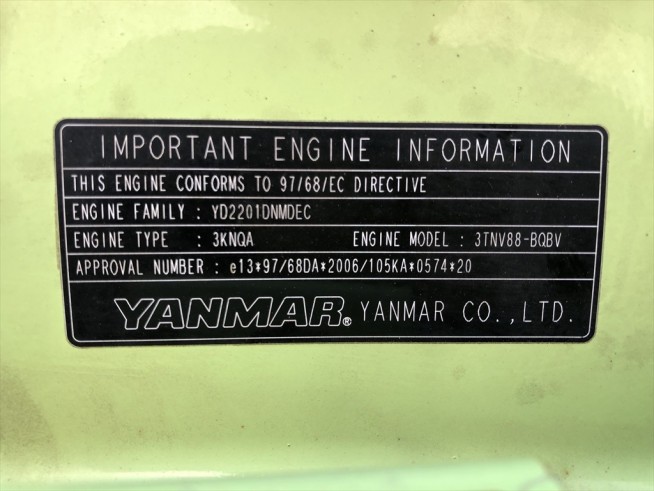 IMPORTANT ENGINE INFORMATION
THIS ENGINE CONFORMS TO 97/68/EC DIRECTIVE
ENGINE FAMILY : YD2201DNMDEC
ENGINE TYPE : 3KNQA ENGINE MODEL : 3TNV88-BQBV
APPROVAL NUMBER : e13*97/68DA*2006/105KA*0574*20
YANMAR® YANMAR CO.,LTD.